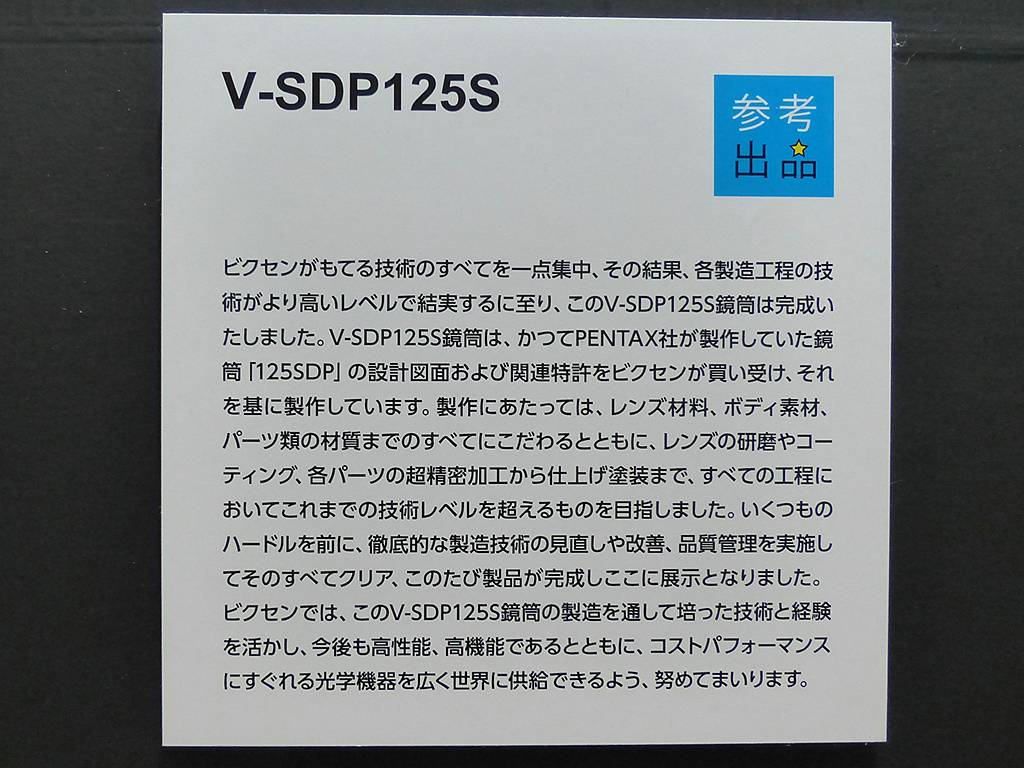 V-SDP125S
参考
出品
ビクセンがもてる技術のすべてを一点集中、その結果、各製造工程の技
術がより高いレベルで結実するに至り、このV-SDP125S鏡筒は完成い
たしました。V-SDP125S鏡筒は、かつてPENTAX社が製作していた鏡
筒「125SDP」の設計図面および関連特許をビクセンが買い受け、それ
を基に製作しています。製作にあたっては、レンズ材料、ボディ素材、
パーツ類の材質までのすべてにこだわるとともに、レンズの研磨やコー
ティング、各パーツの超精密加工から仕上げ塗装まで、すべての工程に
おいてこれまでの技術レベルを超えるものを目指しました。いくつもの
ハードルを前に、徹底的な製造技術の見直しや改善、品質管理を実施し
てそのすべてクリア、このたび製品が完成しここに展示となりました。
ビクセンでは、このV-SDP125S鏡筒の製造を通して培った技術と経験
を活かし、今後も高性能、高機能であるとともに、コストパフォーマンス
にすぐれる光学機器を広く世界に供給できるよう、努めてまいります。